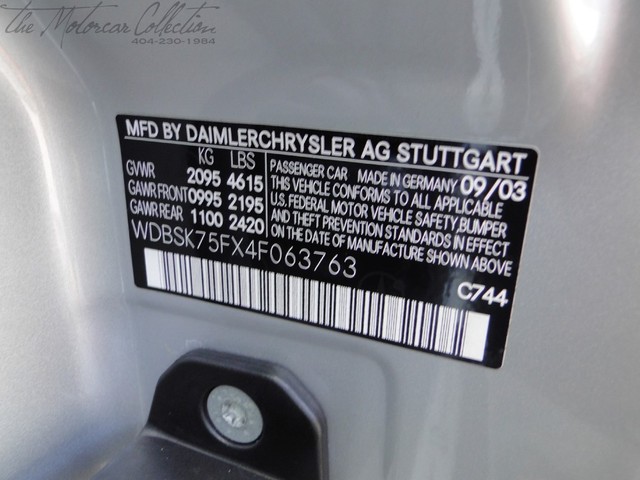 the Motorcar Collection
404-230-1984
MFD BY DAIMLERCHRYSLER AG STUTTGART
KG LBS
GVWR 2095 4615
GAWR FRONT 0995 2195
GAWR REAR 1100 2420
PASSENGER CAR MADE IN GERMANY 09/03
THIS VEHICLE CONFORMS TO ALL APPLICABLE
U.S. FEDERAL MOTOR VEHICLE SAFETY, BUMPER
AND THEFT PREVENTION STANDARDS IN EFFECT
ON THE DATE OF MANUFACTURE SHOWN ABOVE
WDBSK75FX4F063763
C744